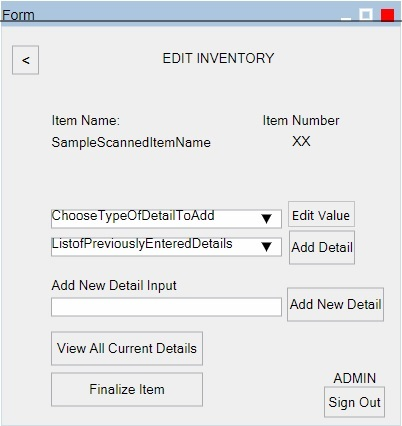 Form
<
EDIT INVENTORY
Item Name:
Item Number
SampleScannedItemName
XX
ChooseTypeOfDetailToAdd
Edit Value
ListofPreviouslyEnteredDetails
Add Detail
Add New Detail Input
Add New Detail
View All Current Details
Finalize Item
ADMIN
Sign Out